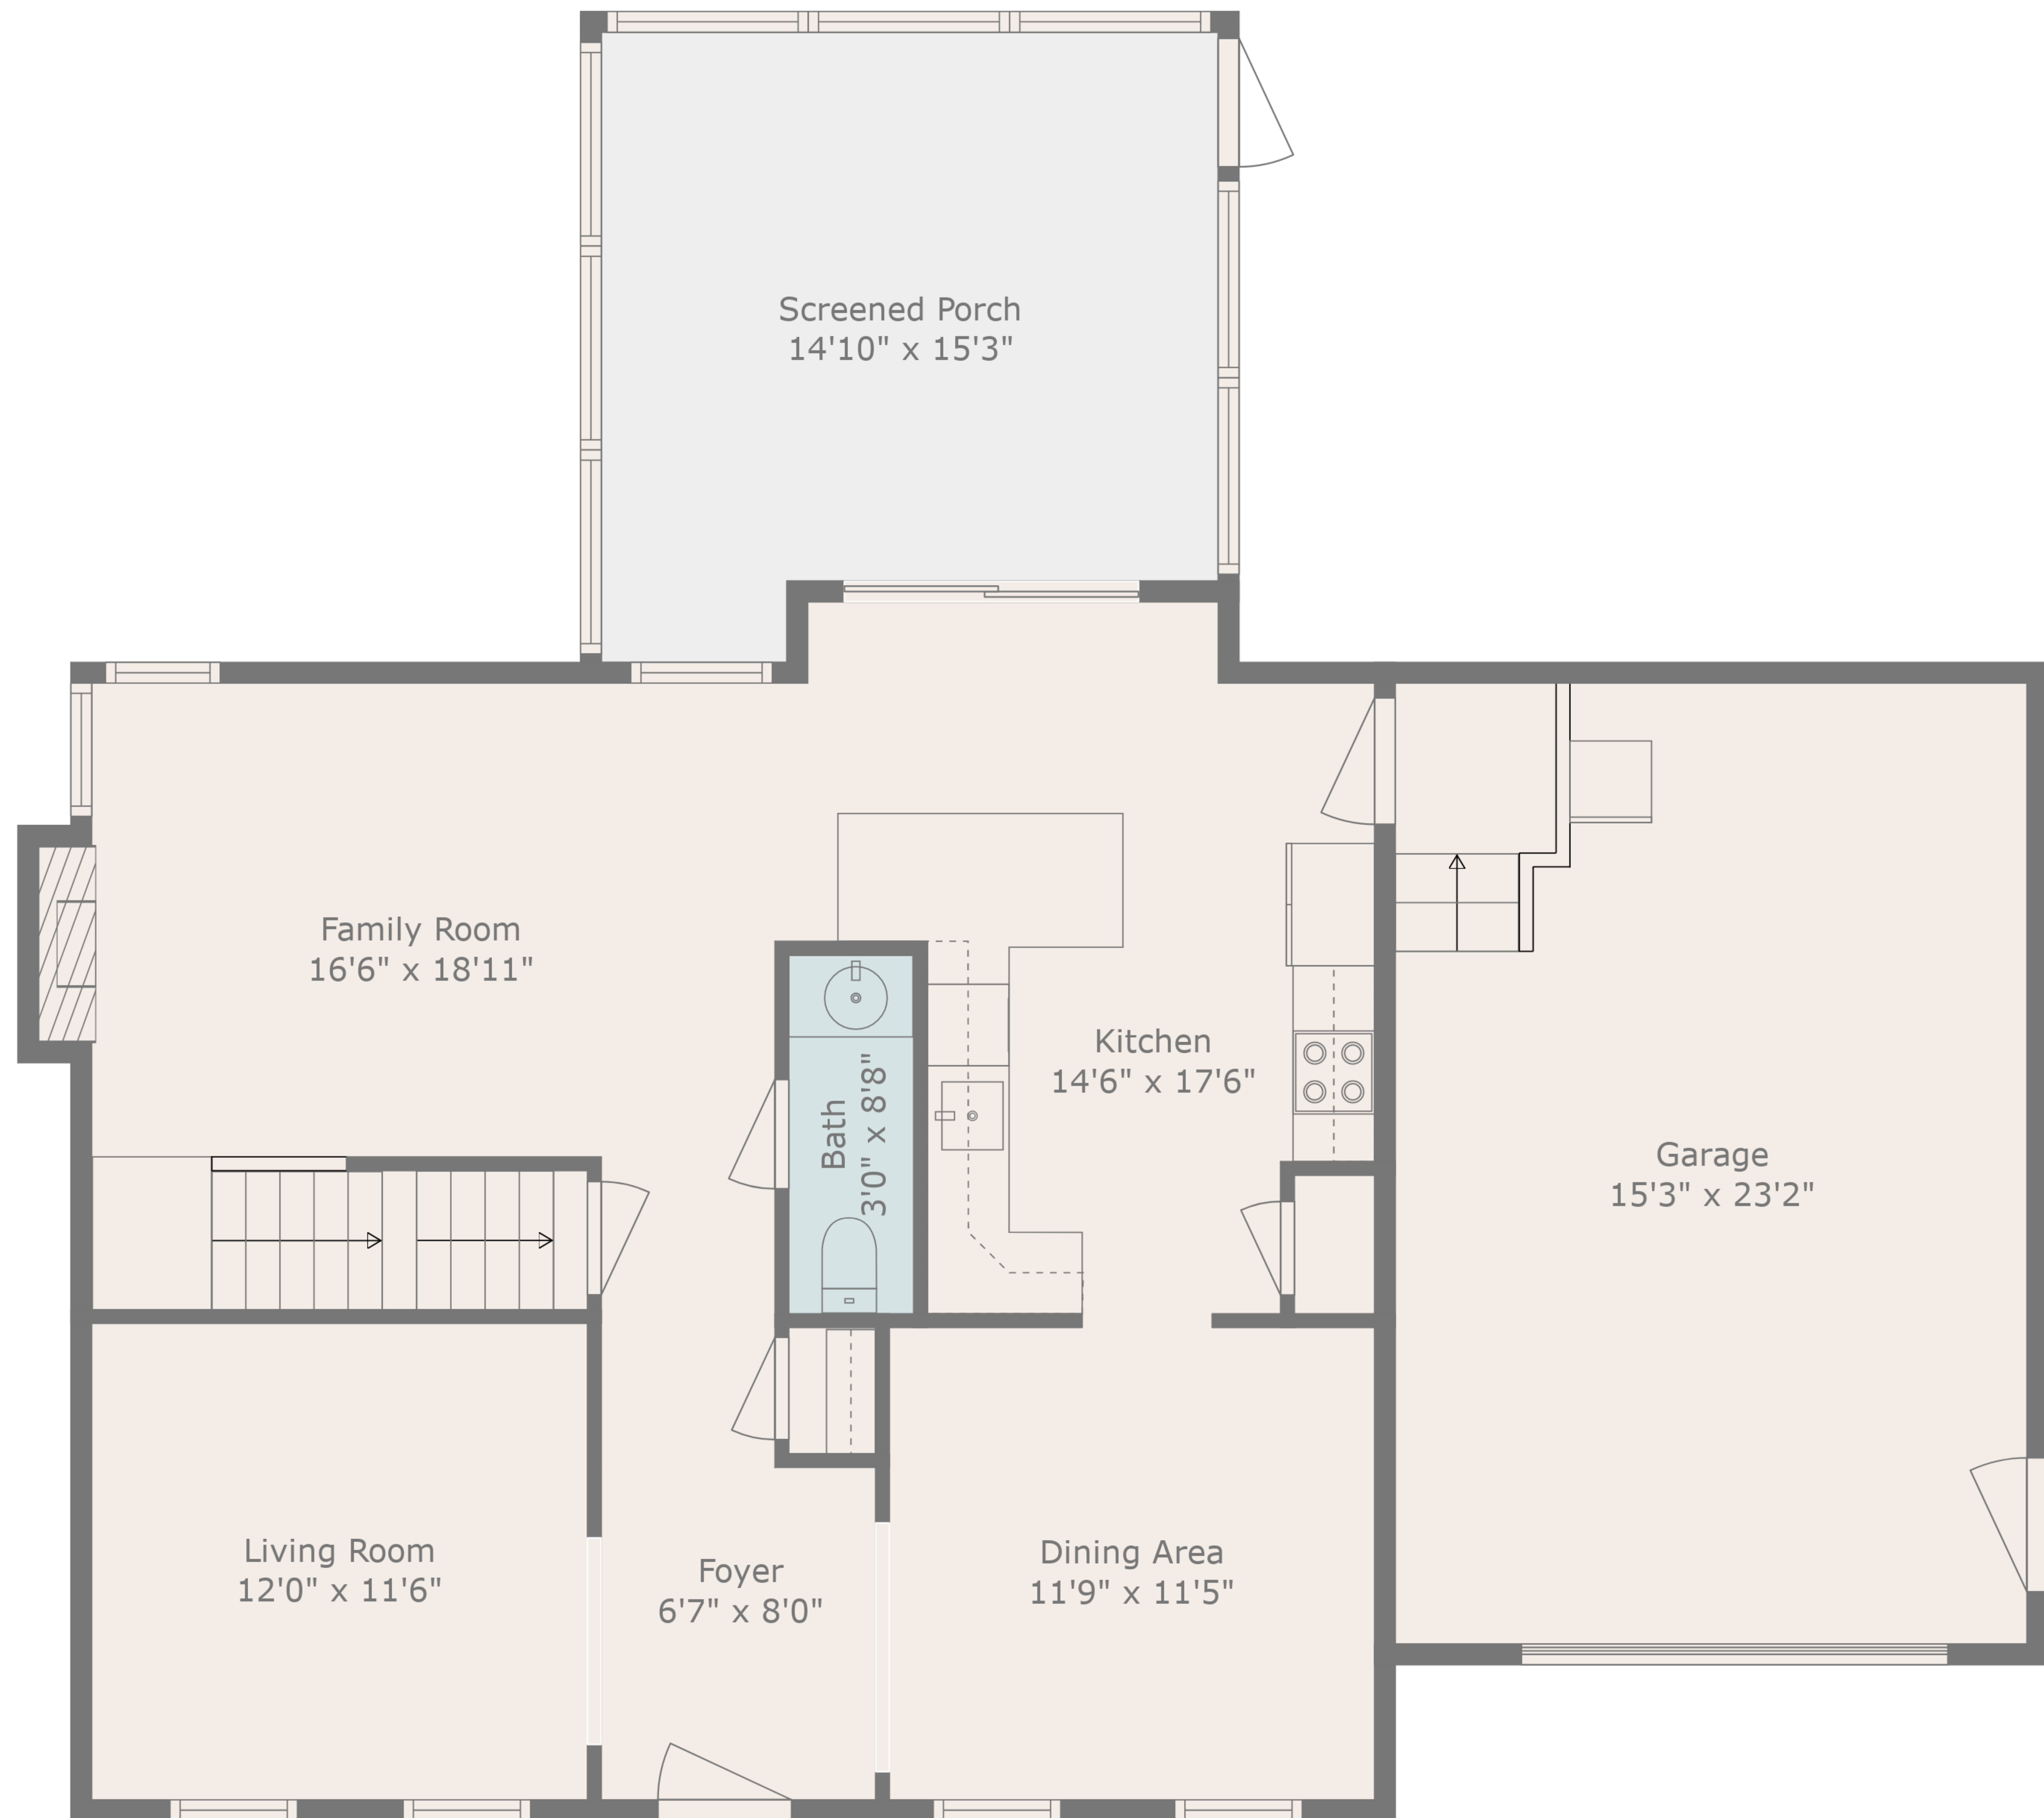 Screened Porch
14'10" x 15'3"
Family Room
16'6" x 18'11"
Kitchen
14'6" x 17'6"
Bath
3'0" x 8'8"
Garage
15'3" x 23'2"
Living Room
12'0" x 11'6"
Foyer
6'7" x 8'0"
Dining Area
11'9" x 11'5"